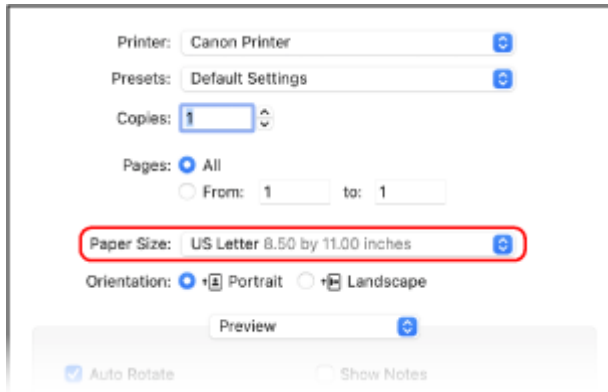 Printer: Canon Printer
Presets: Default Settings
Copies: 1
Pages: All
From: 1 to: 1
Paper Size: US Letter 8.50 by 11.00 inches
Orientation: Portrait Landscape
Preview
Auto Rotate Show Notes